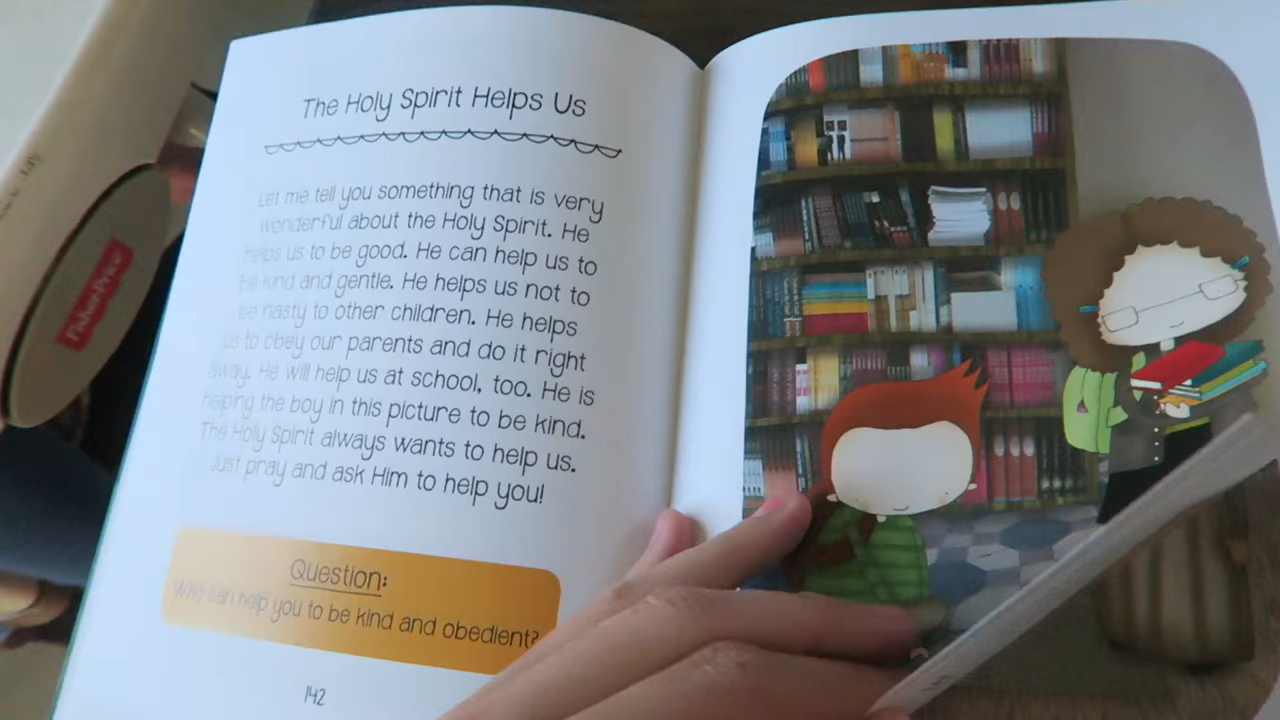 The Holy Spirit Helps Us
Let me tell you something that is very
wonderful about the Holy Spirit. He
helps us to be good. He can help us to
be kind and gentle. He helps us not to
be nasty to other children. He helps
us to obey our parents and do it right
away. He will help us at school, too. He is
helping the boy in this picture to be kind.
The Holy Spirit always wants to help us.
Just pray and ask Him to help you!
Question:
Who can help you to be kind and obedient?
142
Fisher-Price